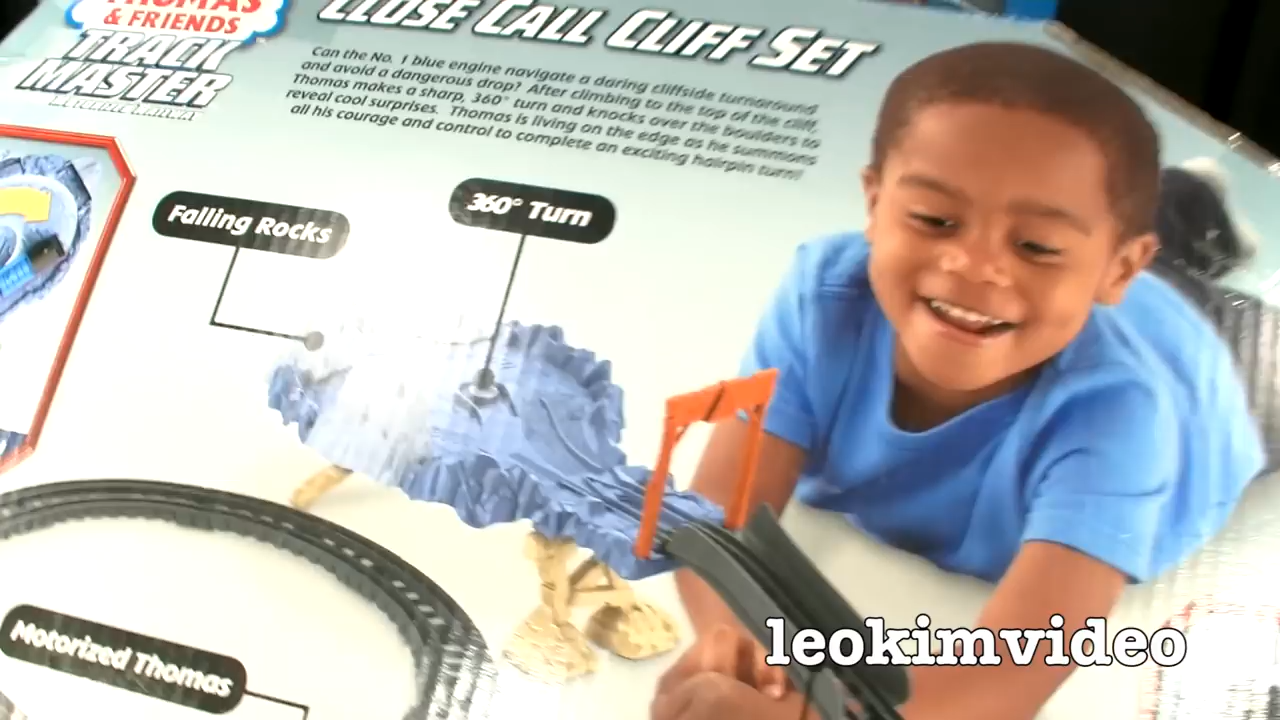 THOMAS
& FRIENDS
TRACK
MASTER
CLOSE CALL CLIFF SET
Can the No. 1 blue engine navigate a daring cliffside turnaround
and avoid a dangerous drop? After climbing to the top of the cliff,
Thomas makes a sharp, 360° turn and knocks over the boulders to
reveal cool surprises. Thomas is living on the edge as he summons
all his courage and control to complete an exciting hairpin turn!
Falling Rocks
360° Turn
Motorized Thomas
leokimvideo